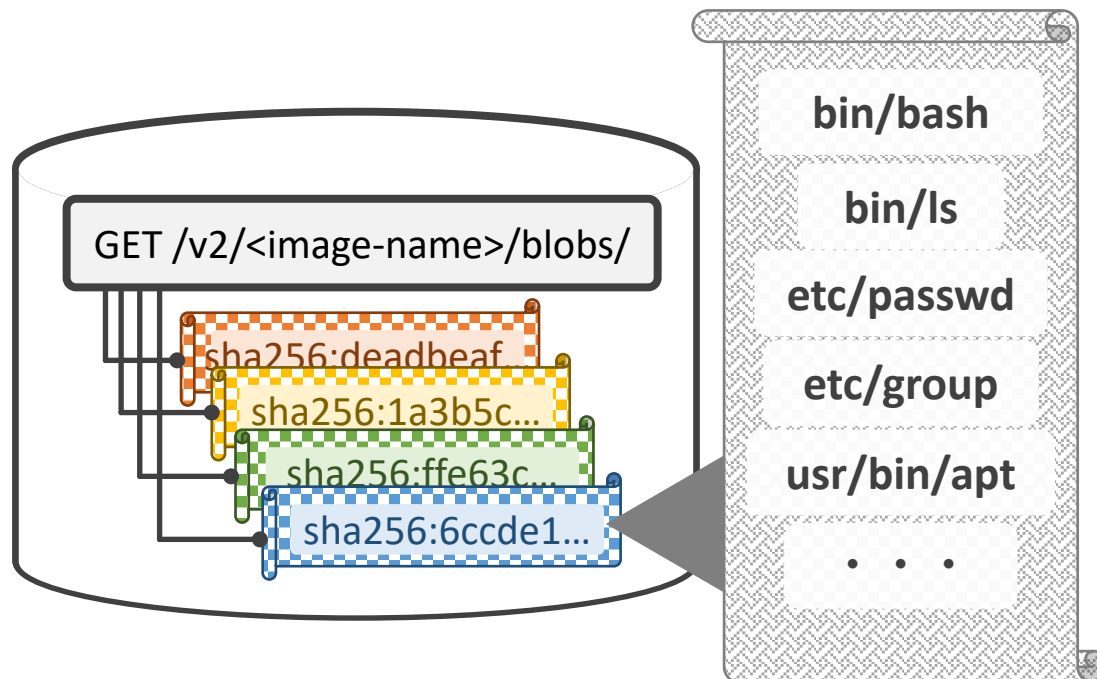 GET /v2/<image-name>/blobs/
sha256:deadbeaf...
sha256:1a3b5c...
sha256:ffe63c...
sha256:6ccde1...
bin/bash
bin/ls
etc/passwd
etc/group
usr/bin/apt
. . .